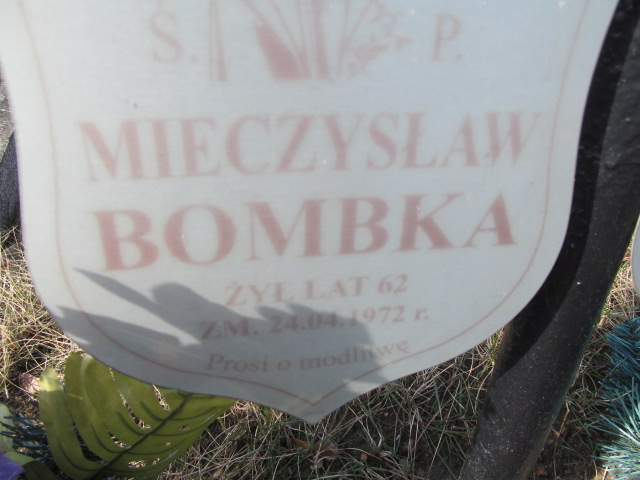 Ś. P.
MIECZYSŁAW
BOMBKA
ŻYŁ LAT 62
ZM. 24.04.1972 r.
Prosi o modlitwę